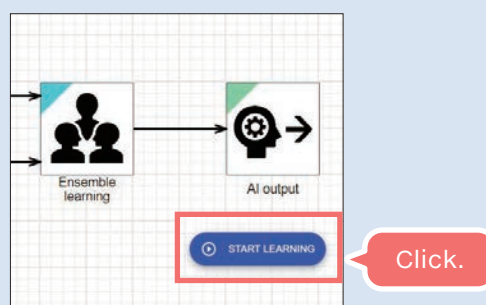 Ensemble
learning
AI output
START LEARNING
Click.